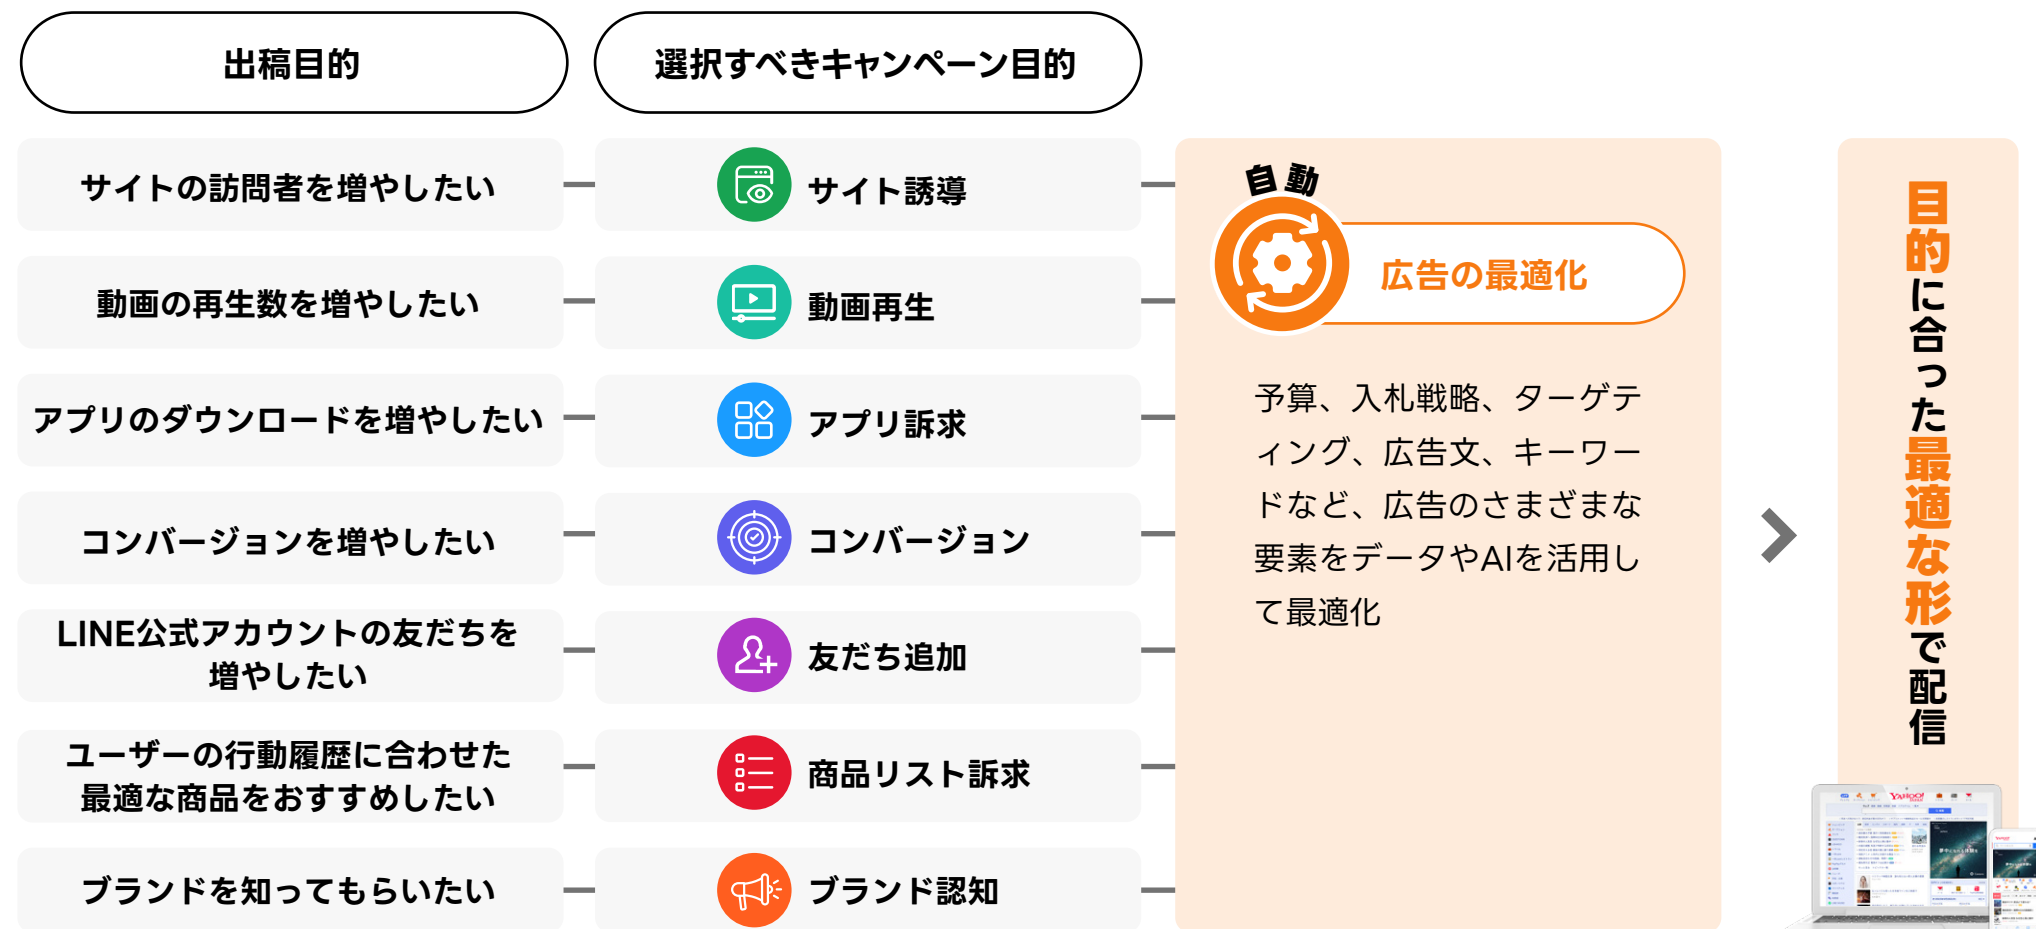 出稿目的
選択すべきキャンペーン目的
サイトの訪問者を増やしたい
サイト誘導
動画の再生数を増やしたい
動画再生
アプリのダウンロードを増やしたい
アプリ訴求
コンバージョンを増やしたい
コンバージョン
LINE公式アカウントの友だちを
増やしたい
友だち追加
ユーザーの行動履歴に合わせた
最適な商品をおすすめしたい
商品リスト訴求
ブランドを知ってもらいたい
ブランド認知
自動
広告の最適化
予算、入札戦略、ターゲテ
ィング、広告文、キーワー
ドなど、広告のさまざまな
要素をデータやAIを活用し
て最適化
目的に合った最適な形で配信
YAHOO!